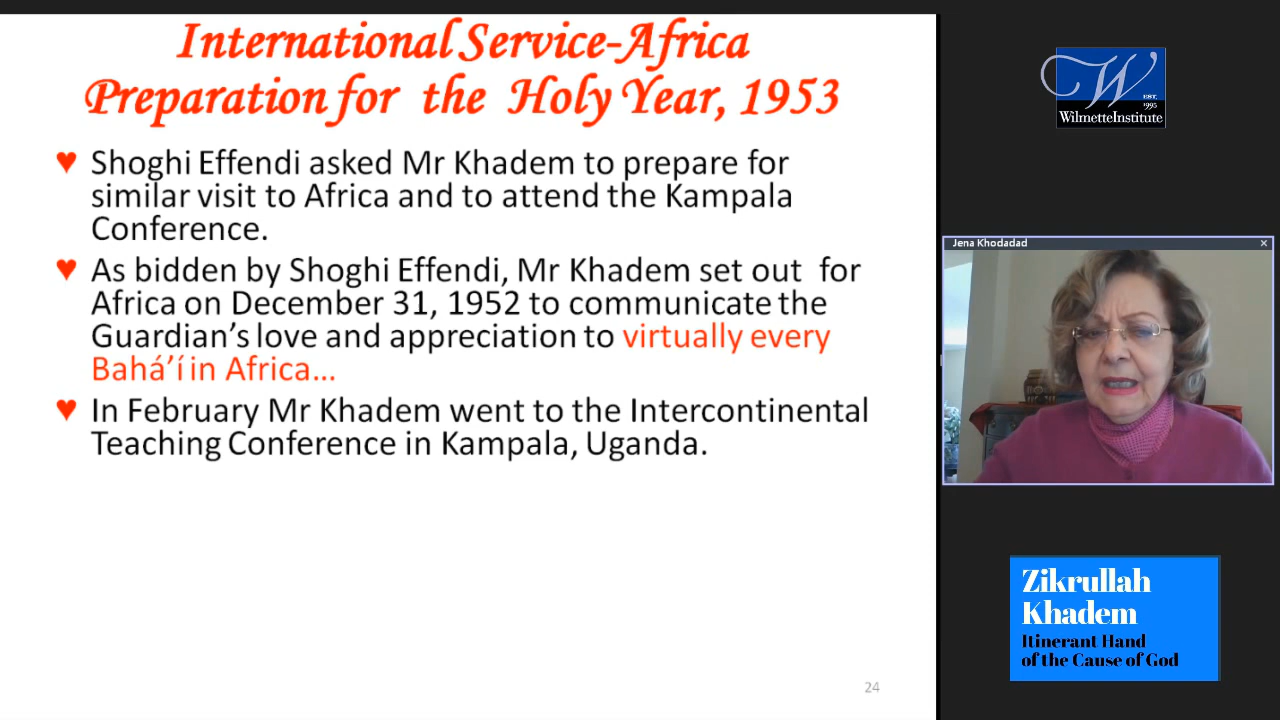 International Service-Africa
Preparation for the Holy Year, 1953
♥ Shoghi Effendi asked Mr Khadem to prepare for
similar visit to Africa and to attend the Kampala
Conference.
♥ As bidden by Shoghi Effendi, Mr Khadem set out for
Africa on December 31, 1952 to communicate the
Guardian’s love and appreciation to virtually every
Bahá’í in Africa…
♥ In February Mr Khadem went to the Intercontinental
Teaching Conference in Kampala, Uganda.
24
W
EST.
1995
WilmetteInstitute
Jena Khodadad
Zikrullah
Khadem
Itinerant Hand
of the Cause of God